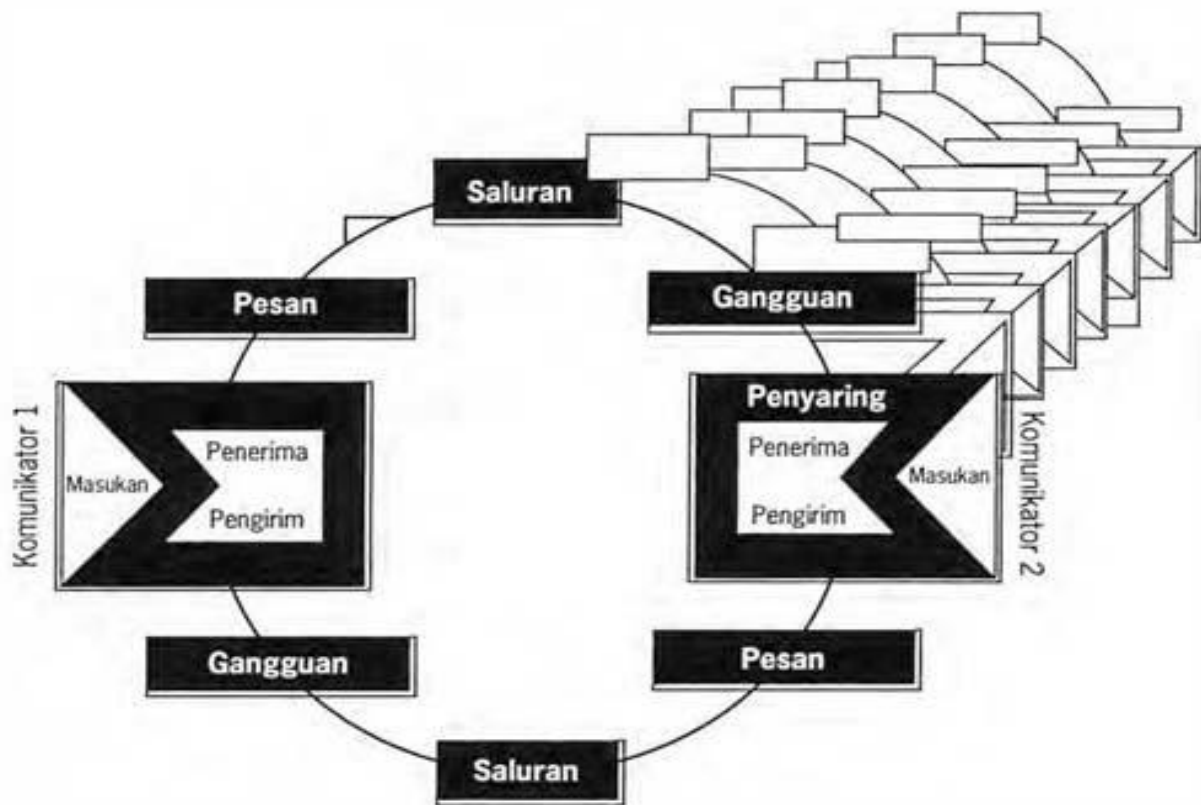 Saluran
Pesan
Gangguan
Komunikator 1
Masukan
Penerima
Pengirim
Penyaring
Penerima
Pengirim
Masukan
Komunikator 2
Gangguan
Pesan
Saluran